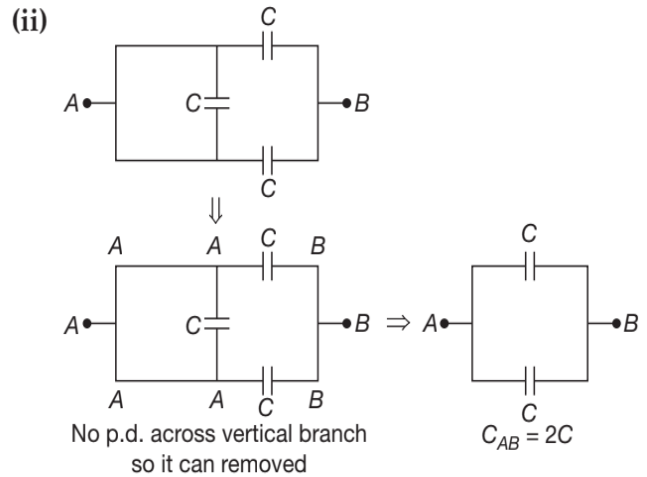 (ii)
C
A C B
C
⇓
A A C B
A C B ⇒ A B
C
A A C B
C
No p.d. across vertical branch
so it can removed
C_AB = 2C